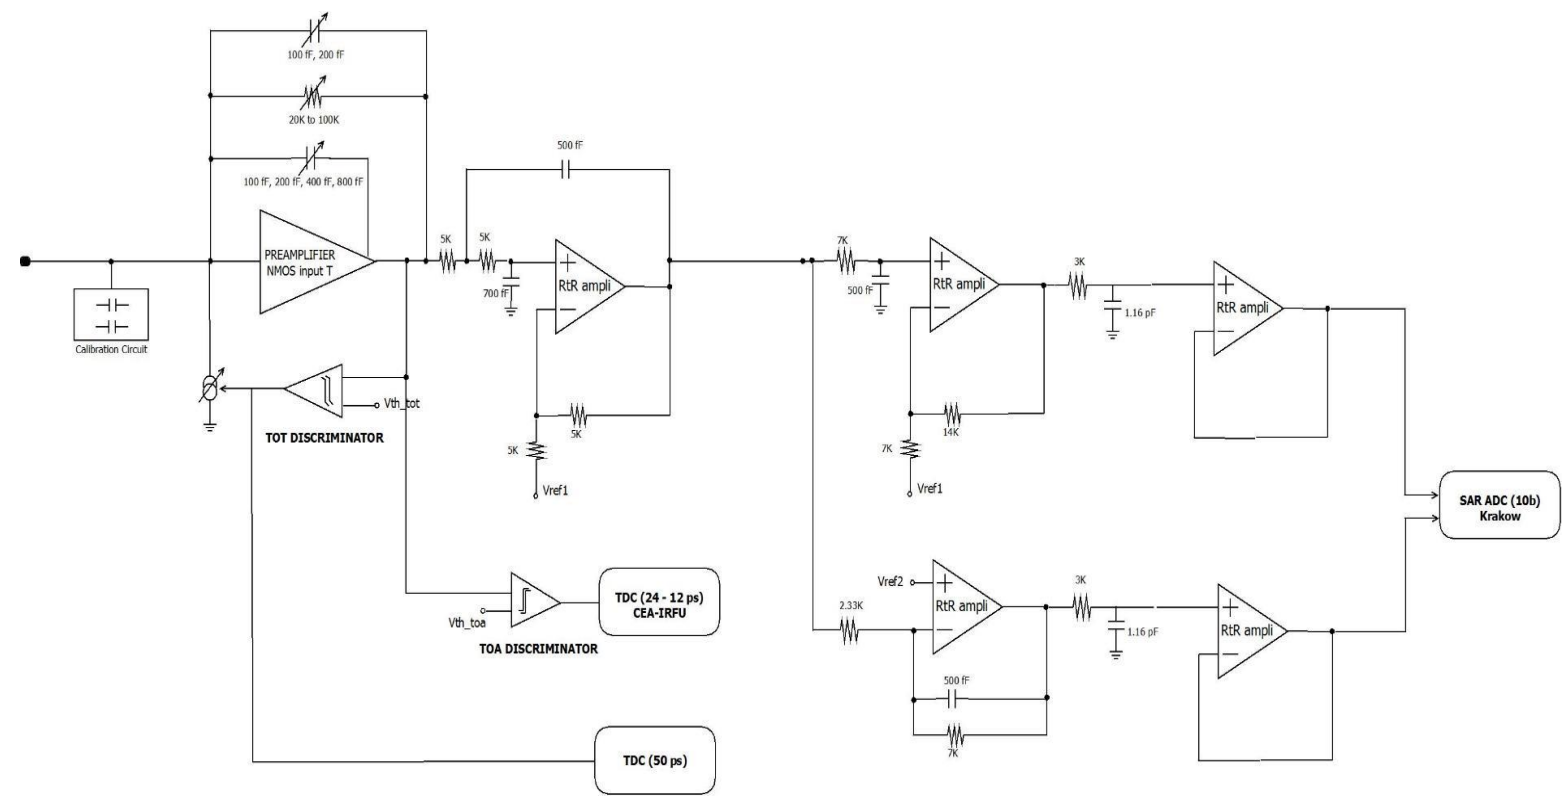 100 fF, 200 fF
20K to 100K
100 fF, 200 fF, 400 fF, 800 fF
500 fF
PREAMPLIFIER
NMOS input T
5K
5K
700 fF
+
RtR ampli
−
5K
5K
Vref1
Calibration Circuit
Vth_tot
TOT DISCRIMINATOR
7K
500 fF
+
RtR ampli
−
14K
7K
Vref1
3K
1.16 pF
+
RtR ampli
−
SAR ADC (10b)
Krakow
Vth_toa
TOA DISCRIMINATOR
TDC (24 - 12 ps)
CEA-IRFU
2.33K
Vref2
+
RtR ampli
−
500 fF
7K
3K
1.16 pF
+
RtR ampli
−
TDC (50 ps)